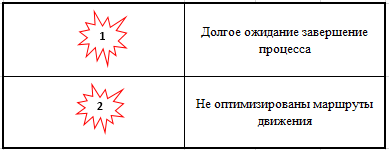 1
Долгое ожидание завершение
процесса
2
Не оптимизированы маршруты
движения